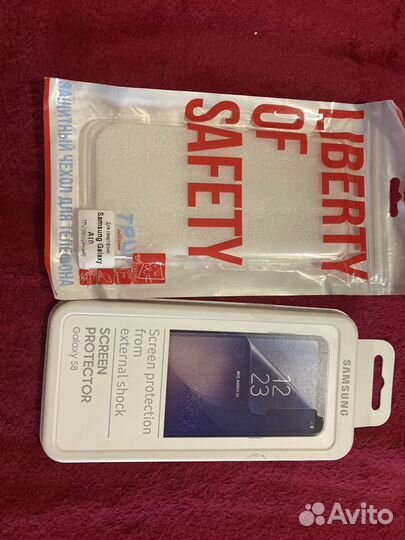 LIBERTY
OF
SAFETY
ЗАЩИТНЫЙ ЧЕХОЛ ДЛЯ ТЕЛЕФОНА
Samsung Galaxy
A10
SAMSUNG
Screen protection
from
external shock
SCREEN
PROTECTOR
Galaxy S8
12
23
Avito